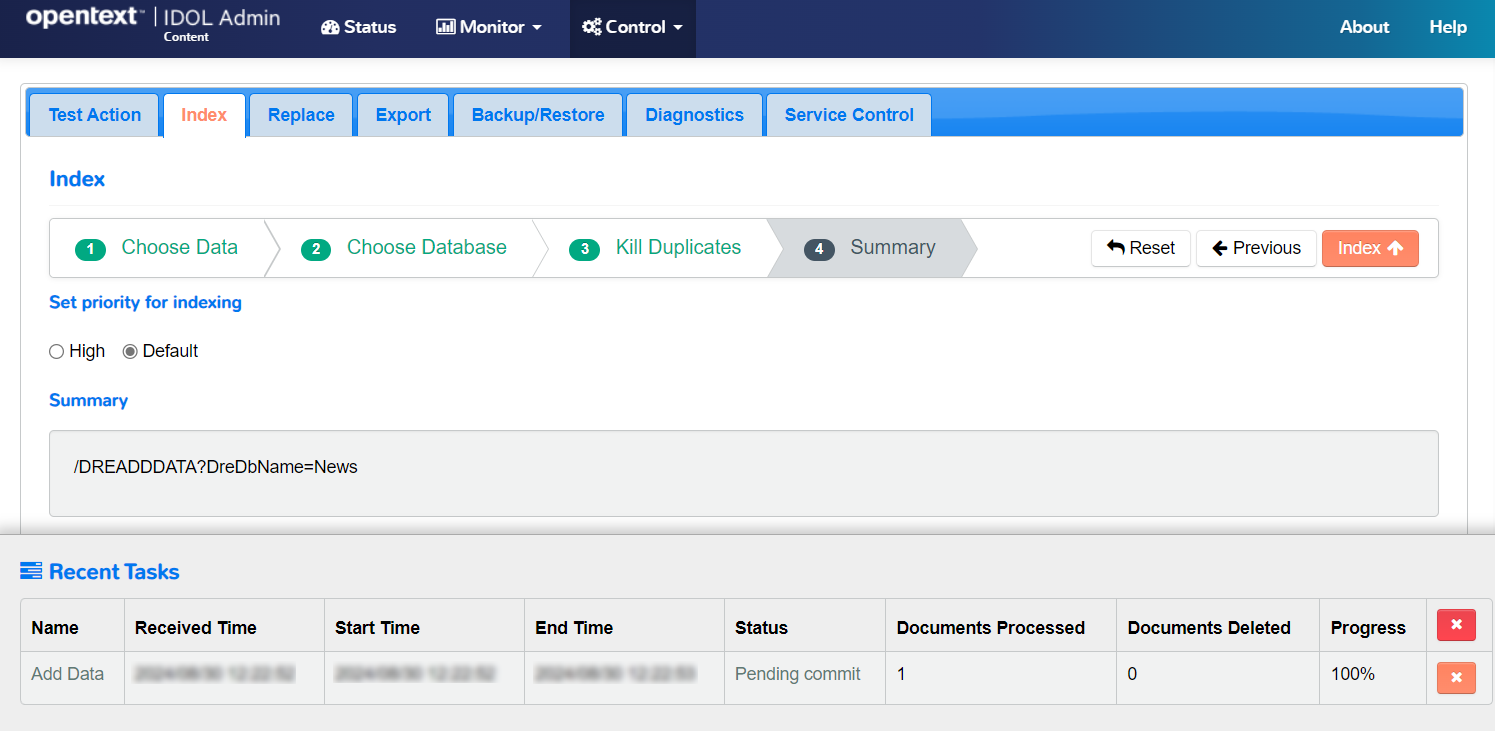 opentext™ | IDOL Admin
Content
Status Monitor Control About Help
Test Action Index Replace Export Backup/Restore Diagnostics Service Control
Index
1 Choose Data 2 Choose Database 3 Kill Duplicates 4 Summary Reset Previous Index
Set priority for indexing
High Default
Summary
/DREADDDATA?DreDbName=News
Recent Tasks
Name Received Time Start Time End Time Status Documents Processed Documents Deleted Progress
Add Data Pending commit 1 0 100%